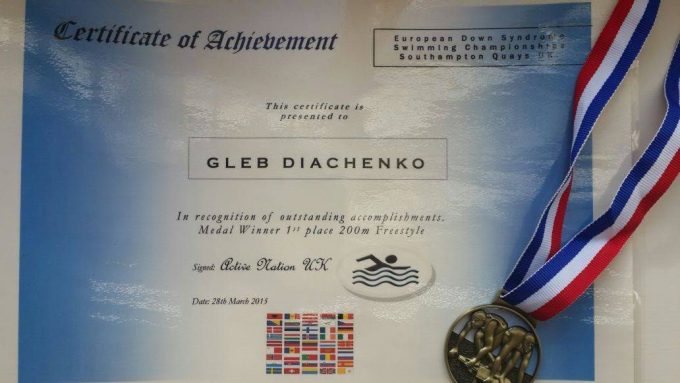 Certificate of Achievement
European Down Syndrome
Swimming Championships
Southampton Quays UK
This certificate is
presented to
GLEB DIACHENKO
In recognition of outstanding accomplishments.
Medal Winner 1st place 200m Freestyle
Signed: Active Nation UK
Date: 28th March 2015